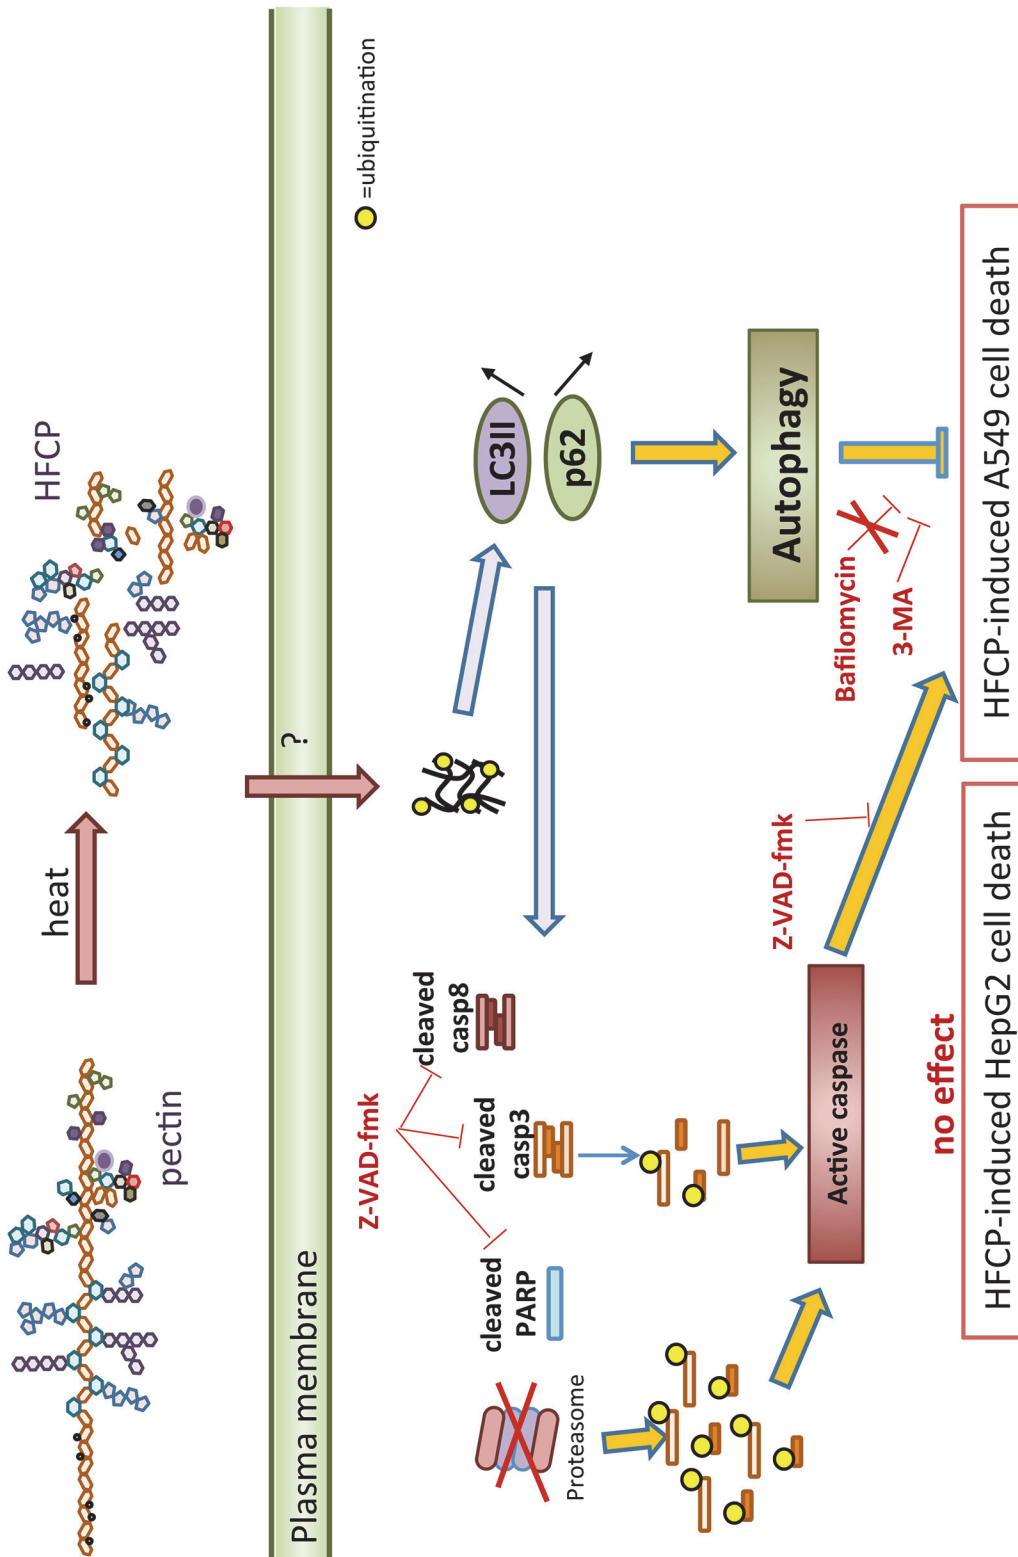 pectin
heat
HFCP
Plasma membrane
?
=ubiquitination
Z-VAD-fmk
cleaved
casp8
cleaved
casp3
cleaved
PARP
Proteasome
LC3II
p62
Autophagy
Bafilomycin
3-MA
Z-VAD-fmk
Active caspase
no effect
HFCP-induced HepG2 cell death
HFCP-induced A549 cell death